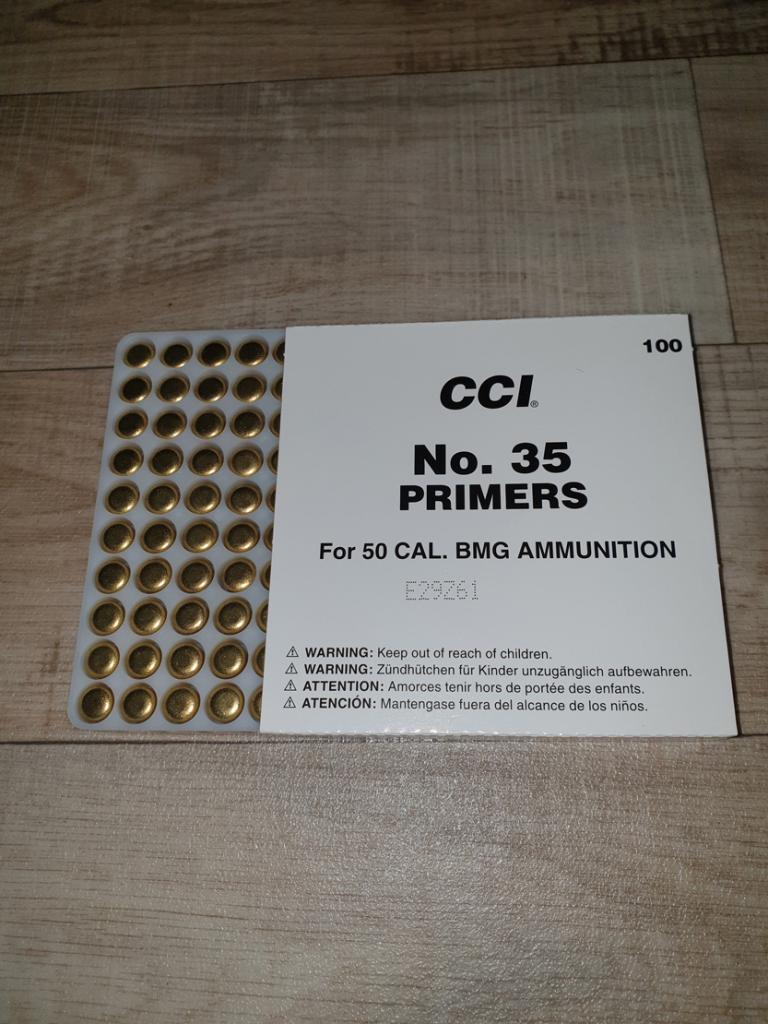 100
CCI®
No. 35
PRIMERS
For 50 CAL. BMG AMMUNITION
E29Z61
⚠ WARNING: Keep out of reach of children.
⚠ WARNING: Zündhütchen für Kinder unzugänglich aufbewahren.
⚠ ATTENTION: Amorces tenir hors de portée des enfants.
⚠ ATENCIÓN: Mantengase fuera del alcance de los niños.